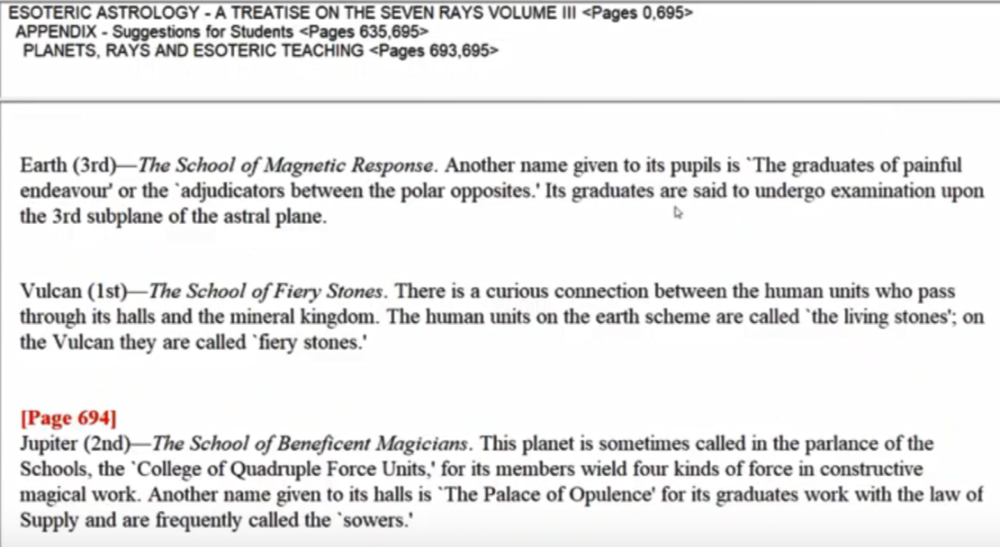 ESOTERIC ASTROLOGY - A TREATISE ON THE SEVEN RAYS VOLUME III <Pages 0,695>
APPENDIX - Suggestions for Students <Pages 635,695>
PLANETS, RAYS AND ESOTERIC TEACHING <Pages 693,695>
Earth (3rd)—The School of Magnetic Response. Another name given to its pupils is `The graduates of painful
endeavour' or the `adjudicators between the polar opposites.' Its graduates are said to undergo examination upon
the 3rd subplane of the astral plane.
Vulcan (1st)—The School of Fiery Stones. There is a curious connection between the human units who pass
through its halls and the mineral kingdom. The human units on the earth scheme are called `the living stones'; on
the Vulcan they are called `fiery stones.'
[Page 694]
Jupiter (2nd)—The School of Beneficent Magicians. This planet is sometimes called in the parlance of the
Schools, the `College of Quadruple Force Units,' for its members wield four kinds of force in constructive
magical work. Another name given to its halls is `The Palace of Opulence' for its graduates work with the law of
Supply and are frequently called the `sowers.'